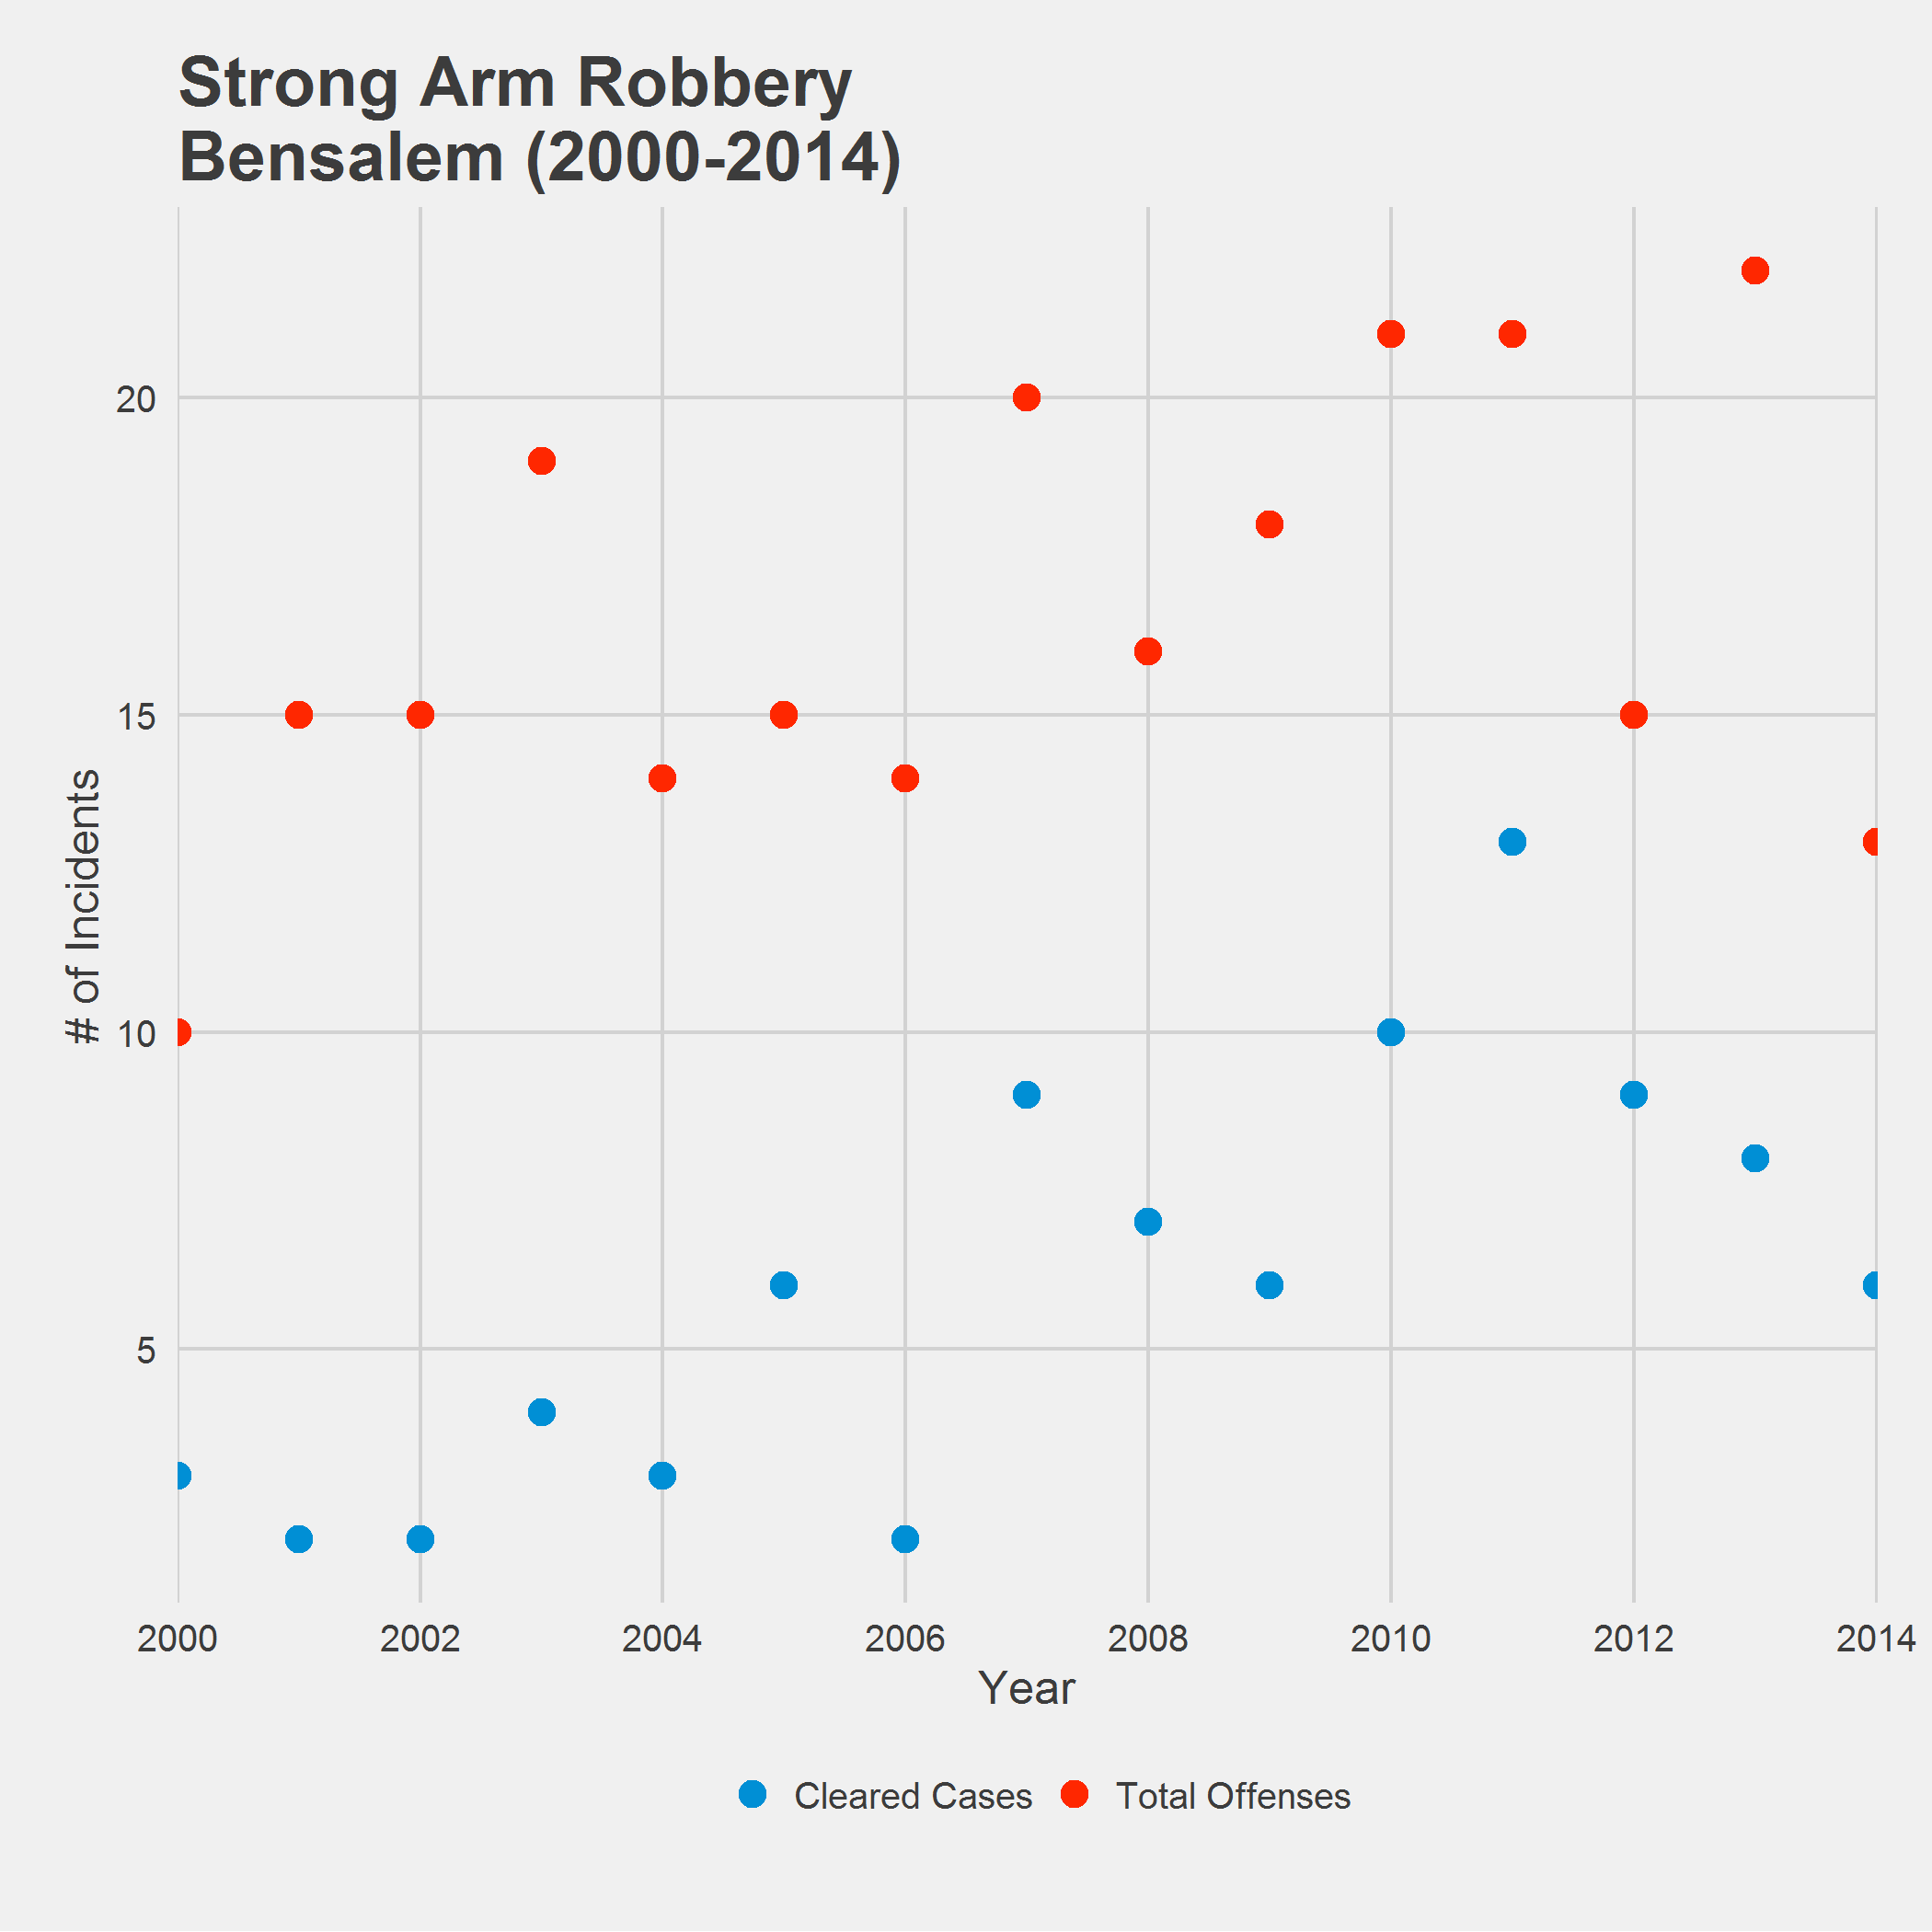 Strong Arm Robbery
Bensalem (2000-2014)
# of Incidents
20
15
10
5
2000 2002 2004 2006 2008 2010 2012 2014
Year
Cleared Cases Total Offenses